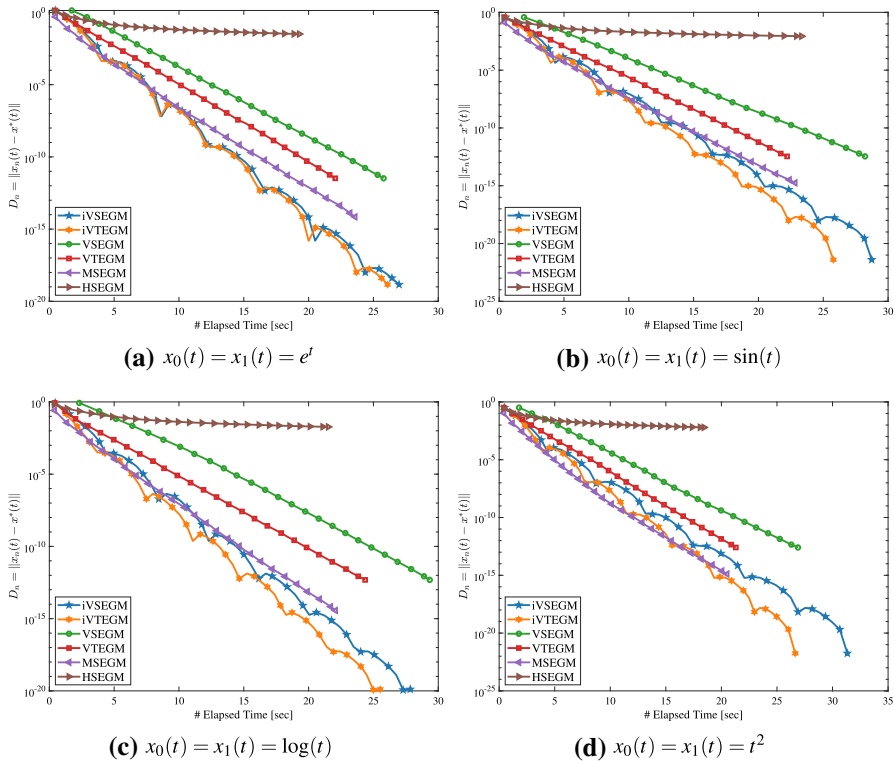 10^0
10^-5
10^-10
10^-15
10^-20
D_n = ||x_n(t) − x*(t)||
iVSEGM
iVTEGM
VSEGM
VTEGM
MSEGM
HSEGM
0 5 10 15 20 25 30
# Elapsed Time [sec]
(a) x_0(t) = x_1(t) = e^t
10^0
10^-5
10^-10
10^-15
10^-20
10^-25
D_n = ||x_n(t) − x*(t)||
iVSEGM
iVTEGM
VSEGM
VTEGM
MSEGM
HSEGM
0 5 10 15 20 25 30
# Elapsed Time [sec]
(b) x_0(t) = x_1(t) = sin(t)
10^0
10^-5
10^-10
10^-15
10^-20
D_n = ||x_n(t) − x*(t)||
iVSEGM
iVTEGM
VSEGM
VTEGM
MSEGM
HSEGM
0 5 10 15 20 25 30
# Elapsed Time [sec]
(c) x_0(t) = x_1(t) = log(t)
10^0
10^-5
10^-10
10^-15
10^-20
10^-25
D_n = ||x_n(t) − x*(t)||
iVSEGM
iVTEGM
VSEGM
VTEGM
MSEGM
HSEGM
0 5 10 15 20 25 30 35
# Elapsed Time [sec]
(d) x_0(t) = x_1(t) = t^2